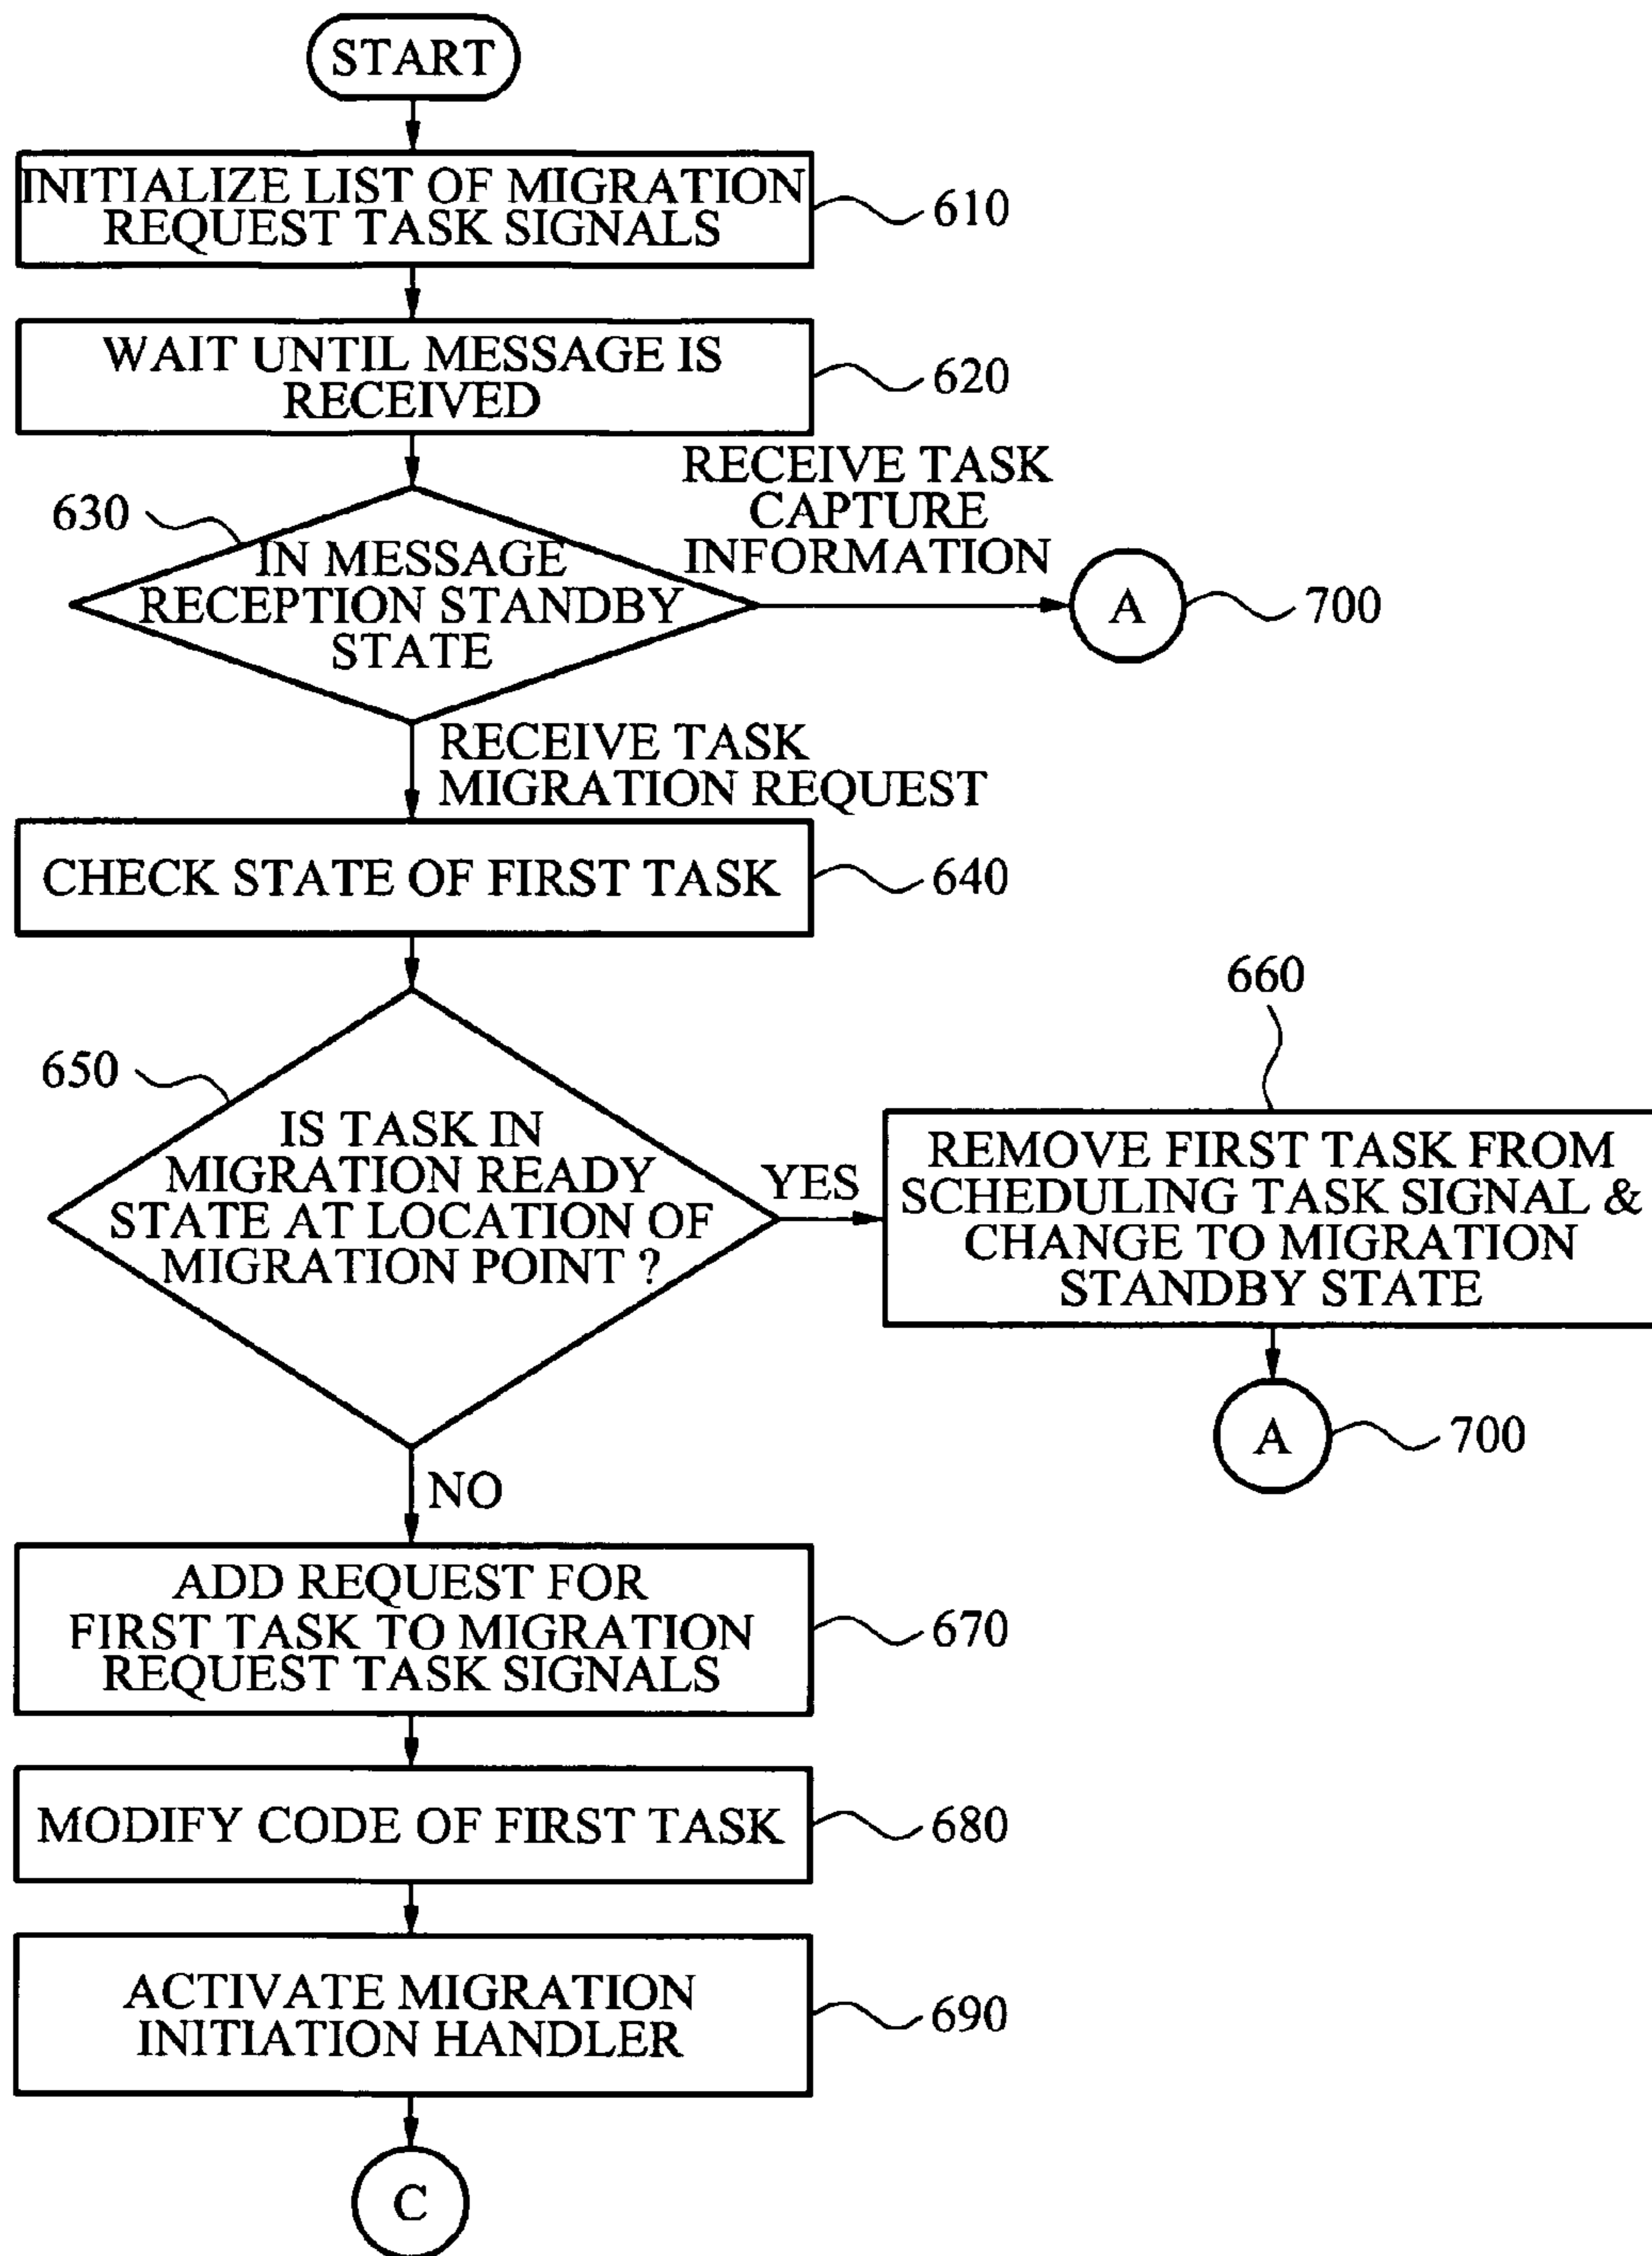 START
INITIALIZE LIST OF MIGRATION
REQUEST TASK SIGNALS
610
WAIT UNTIL MESSAGE IS
RECEIVED
620
RECEIVE TASK
CAPTURE
INFORMATION
630
IN MESSAGE
RECEPTION STANDBY
STATE
A
700
RECEIVE TASK
MIGRATION REQUEST
CHECK STATE OF FIRST TASK
640
650
IS TASK IN
MIGRATION READY
STATE AT LOCATION OF
MIGRATION POINT ?
YES
660
REMOVE FIRST TASK FROM
SCHEDULING TASK SIGNAL &
CHANGE TO MIGRATION
STANDBY STATE
A
700
NO
ADD REQUEST FOR
FIRST TASK TO MIGRATION
REQUEST TASK SIGNALS
670
MODIFY CODE OF FIRST TASK
680
ACTIVATE MIGRATION
INITIATION HANDLER
690
C